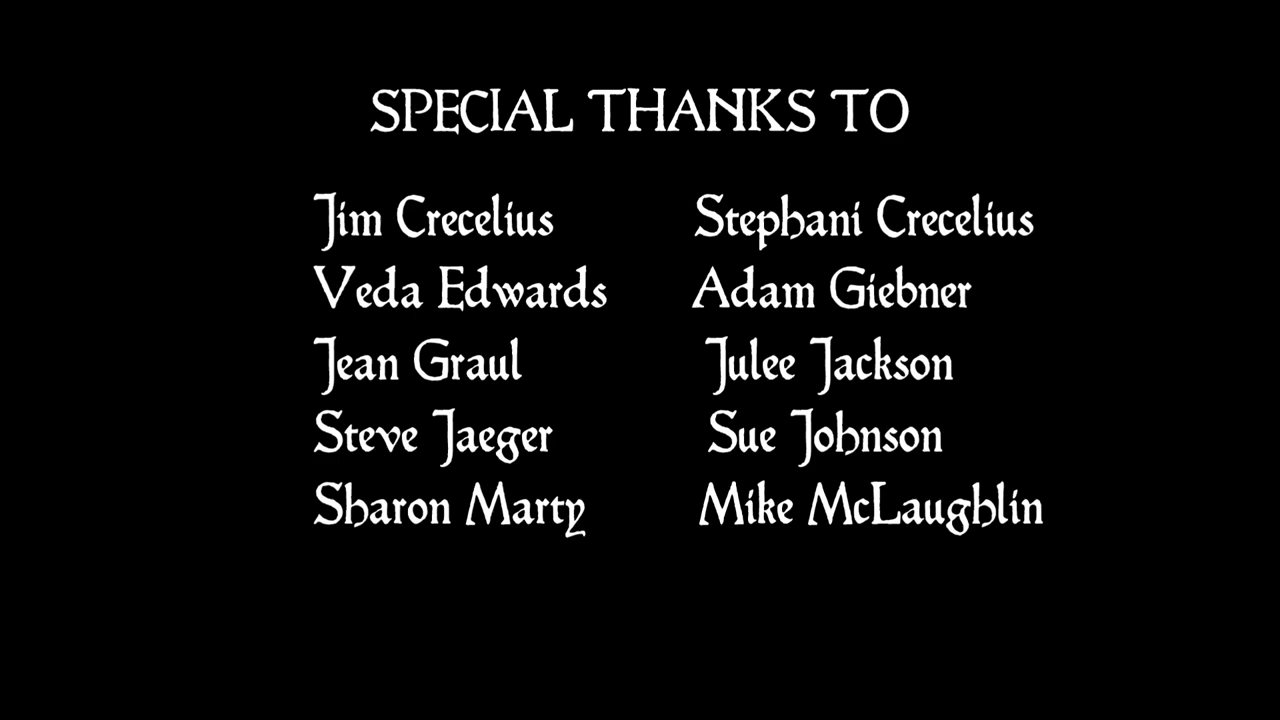 SPECIAL THANKS TO
Jim Crecelius Stephani Crecelius
Veda Edwards Adam Giebner
Jean Graul Julee Jackson
Steve Jaeger Sue Johnson
Sharon Marty Mike McLaughlin